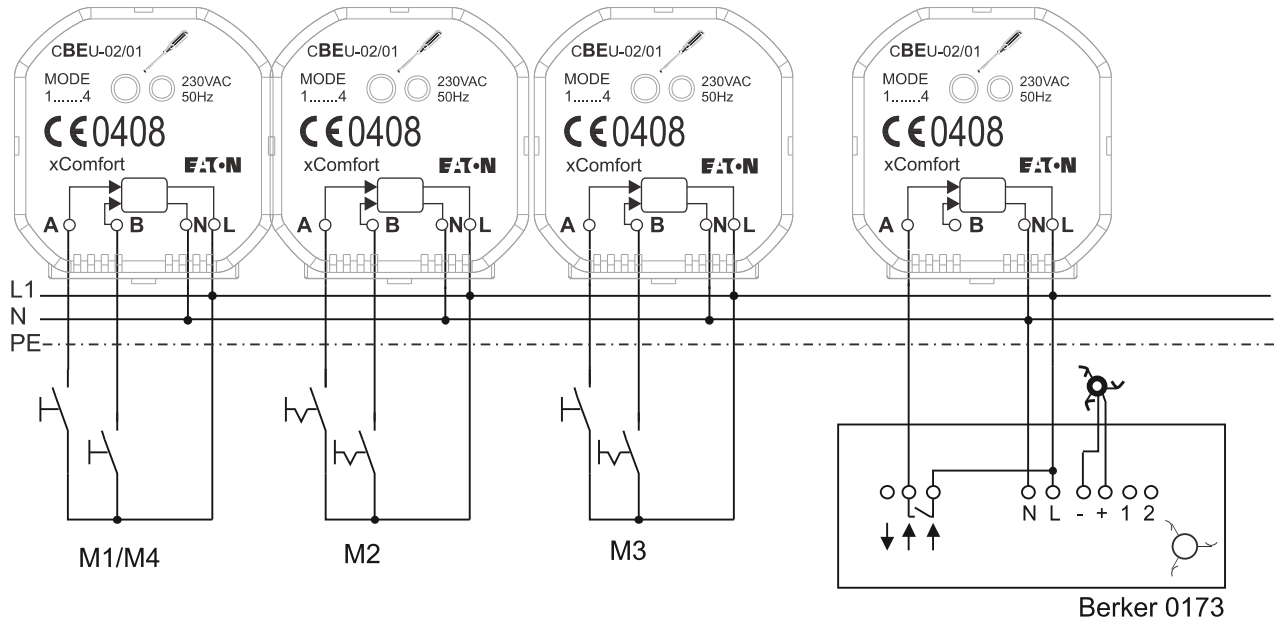 CBEU-02/01
MODE
1.......4
230VAC
50Hz
CE0408
xComfort
EATON
A
B
N
L
CBEU-02/01
MODE
1.......4
230VAC
50Hz
CE0408
xComfort
EATON
A
B
N
L
CBEU-02/01
MODE
1.......4
230VAC
50Hz
CE0408
xComfort
EATON
A
B
N
L
CBEU-02/01
MODE
1.......4
230VAC
50Hz
CE0408
xComfort
EATON
A
B
N
L
L1
N
PE
M1/M4
M2
M3
N L - + 1 2
Berker 0173